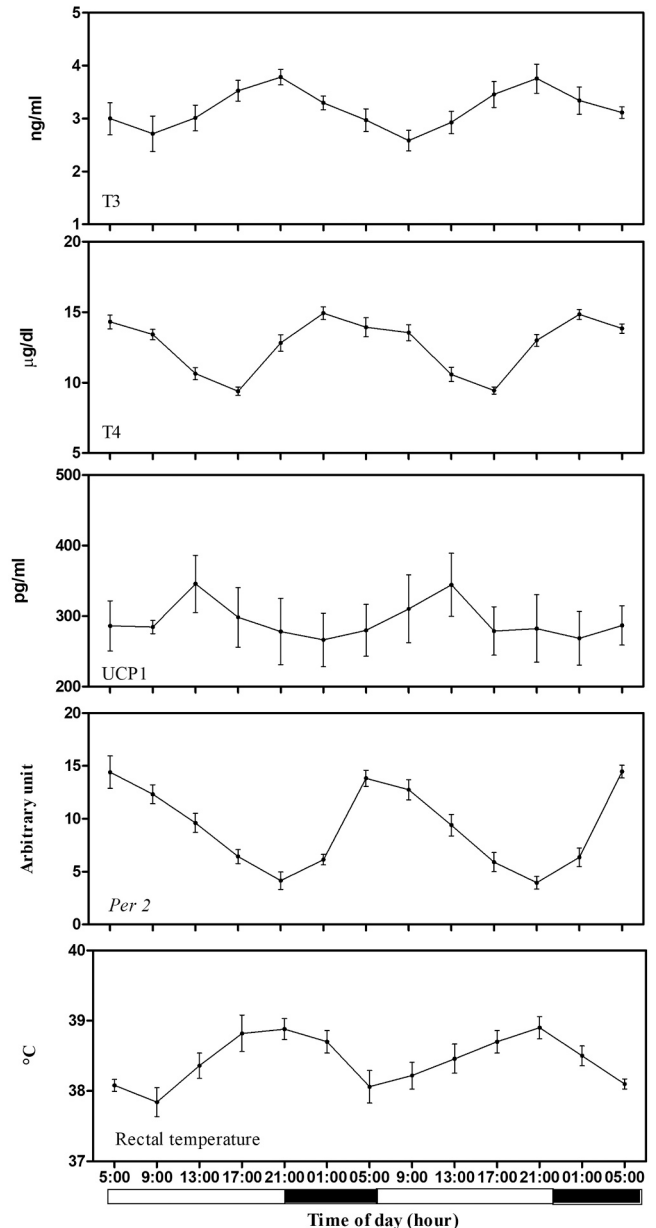 5
4
3
2
1
ng/ml
T3
20
15
10
5
µg/dl
T4
500
400
300
200
pg/ml
UCP1
20
15
10
5
0
Arbitrary unit
Per 2
40
39
38
37
°C
Rectal temperature
5:00 9:00 13:00 17:00 21:00 01:00 05:00 9:00 13:00 17:00 21:00 01:00 05:00
Time of day (hour)